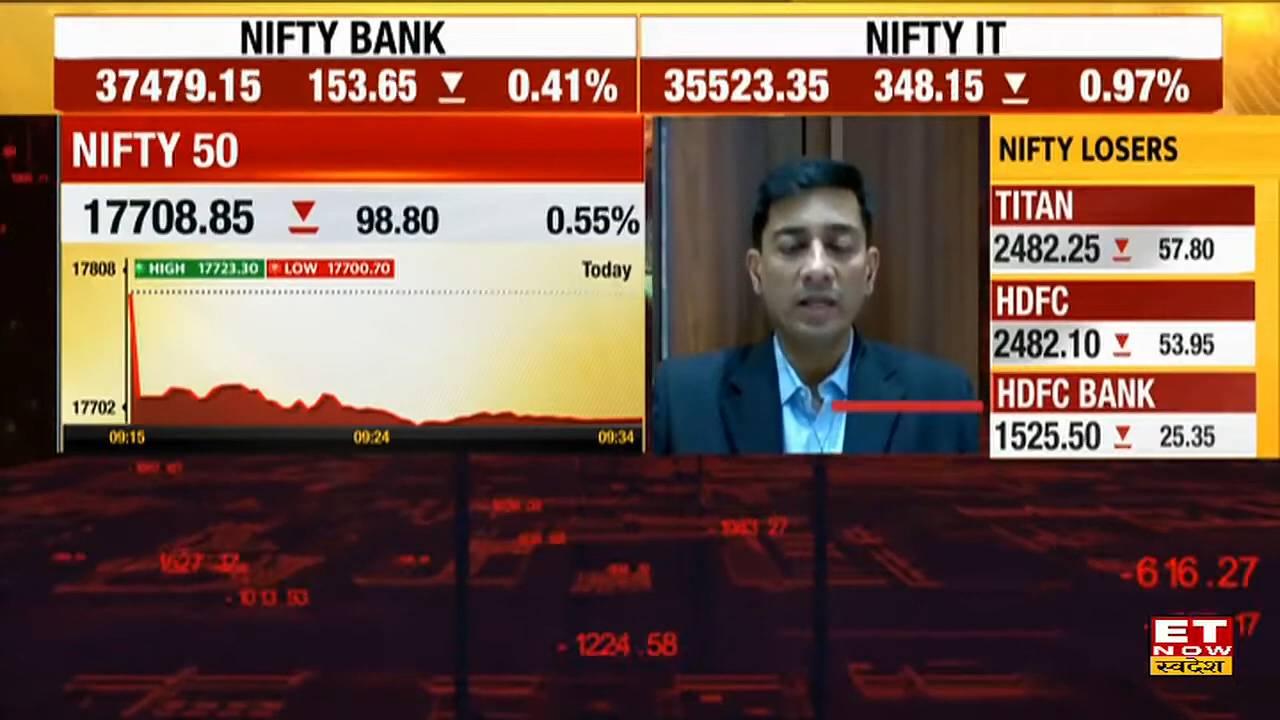 NIFTY BANK
37479.15 153.65 0.41%
NIFTY IT
35523.35 348.15 0.97%
NIFTY 50
17708.85 98.80 0.55%
17808 HIGH 17723.30 LOW 17700.70 Today
17702
09:15 09:24 09:34
NIFTY LOSERS
TITAN
2482.25 57.80
HDFC
2482.10 53.95
HDFC BANK
1525.50 25.35
-616.27
-1224.58
ET
NOW
स्वदेश